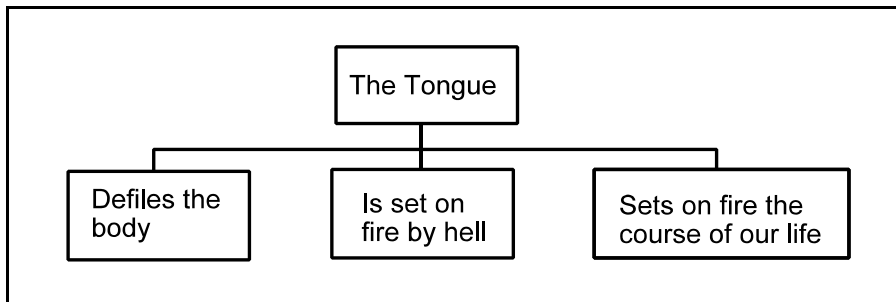 The Tongue
Defiles the
body
Is set on
fire by hell
Sets on fire the
course of our life